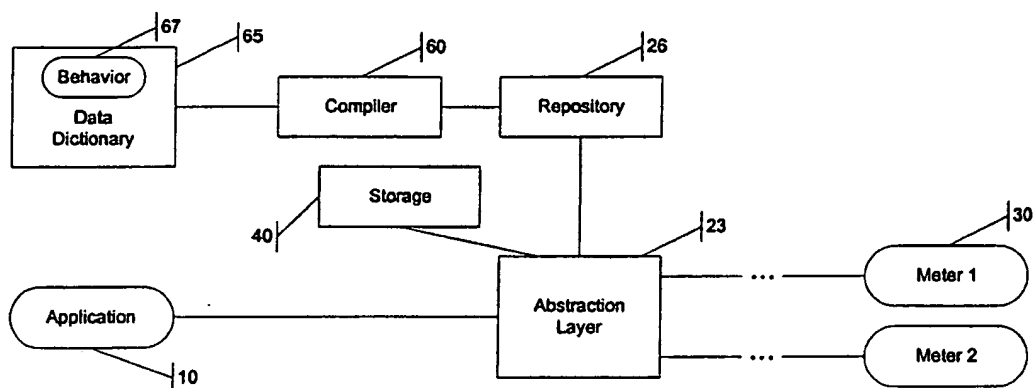 67
65
60
26
Behavior
Data
Dictionary
Compiler
Repository
Storage
40
23
30
Application
Abstraction
Layer
...
Meter 1
...
Meter 2
10